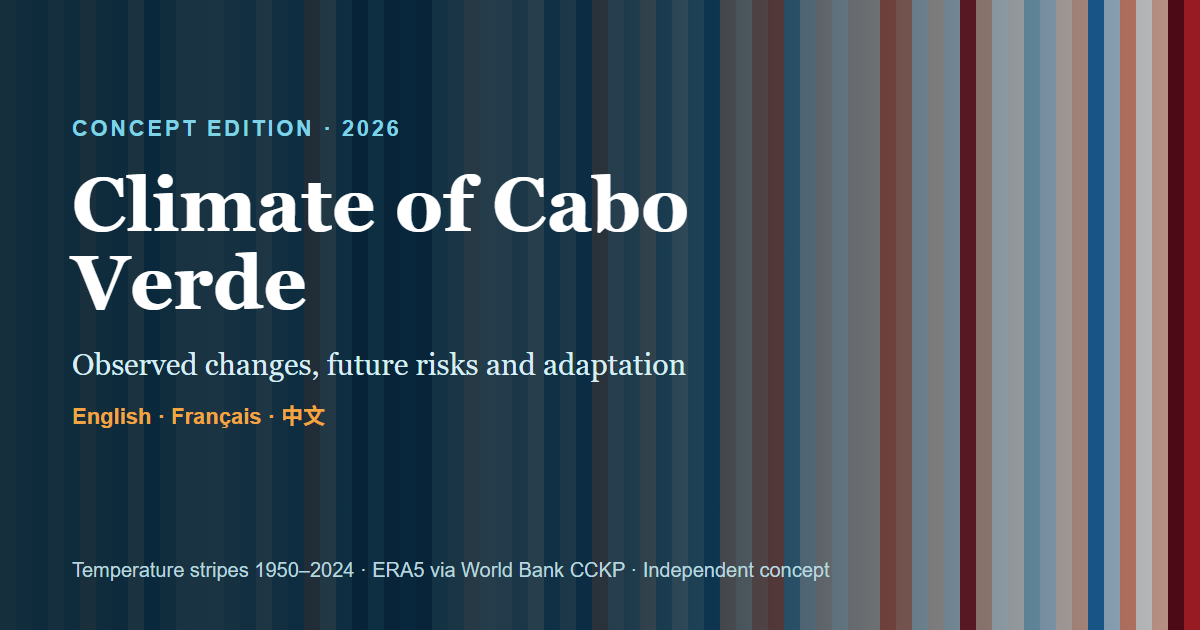 CONCEPT EDITION · 2026
Climate of Cabo
Verde
Observed changes, future risks and adaptation
English · Français · 中文
Temperature stripes 1950–2024 · ERA5 via World Bank CCKP · Independent concept